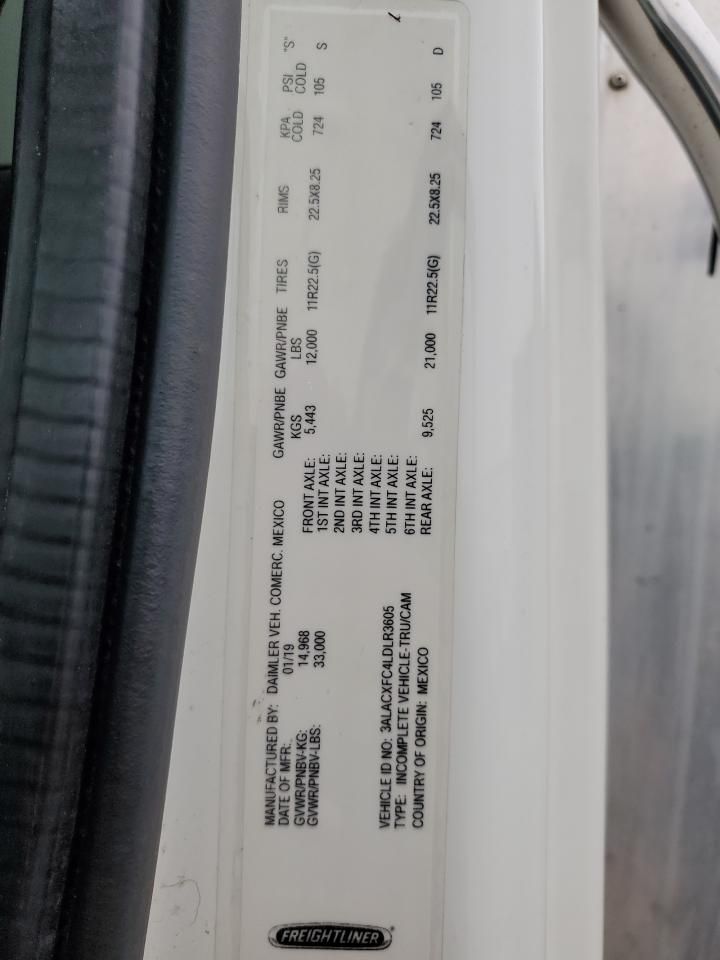 FREIGHTLINER
MANUFACTURED BY: DAIMLER VEH. COMERC. MEXICO
DATE OF MFR: 01/19
GVWR/PNBV-KG: 14,968
GVWR/PNBV-LBS: 33,000
VEHICLE ID NO: 3ALACXFC4LDLR3605
TYPE: INCOMPLETE VEHICLE-TRU/CAM
COUNTRY OF ORIGIN: MEXICO
GAWR/PNBE GAWR/PNBE TIRES RIMS KPA PSI "S"
KGS LBS COLD COLD
FRONT AXLE: 5,443 12,000 11R22.5(G) 22.5X8.25 724 105 S
1ST INT AXLE:
2ND INT AXLE:
3RD INT AXLE:
4TH INT AXLE:
5TH INT AXLE:
6TH INT AXLE:
REAR AXLE: 9,525 21,000 11R22.5(G) 22.5X8.25 724 105 D